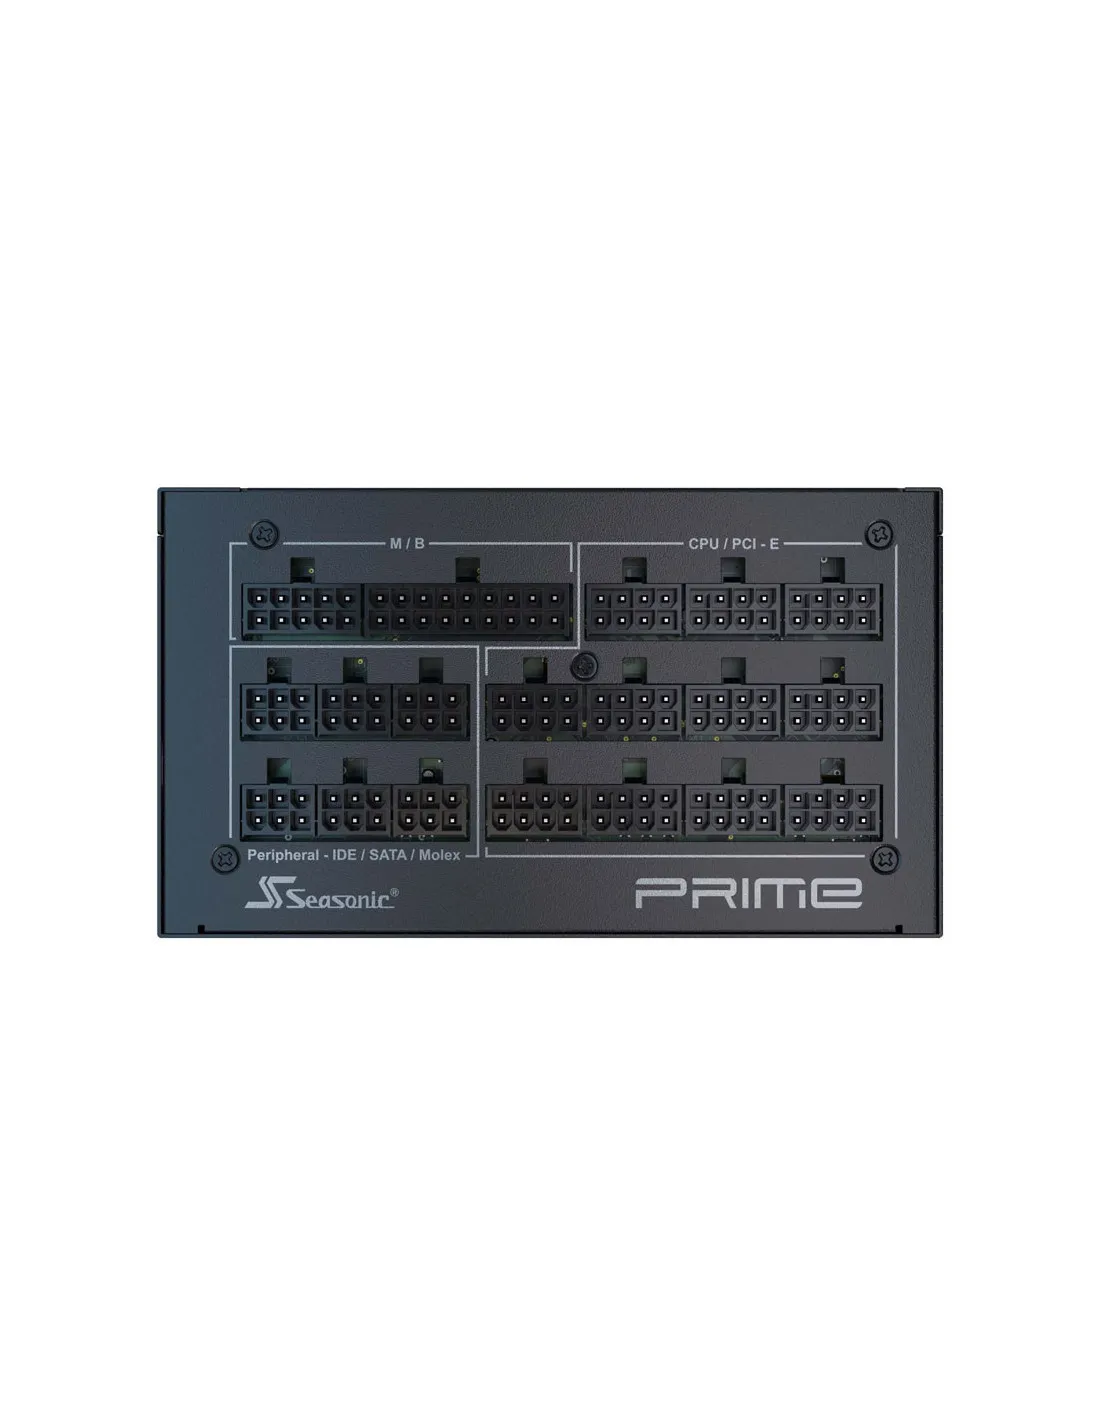 M / B
CPU / PCI - E
Peripheral - IDE / SATA / Molex
Seasonic®
PRIME